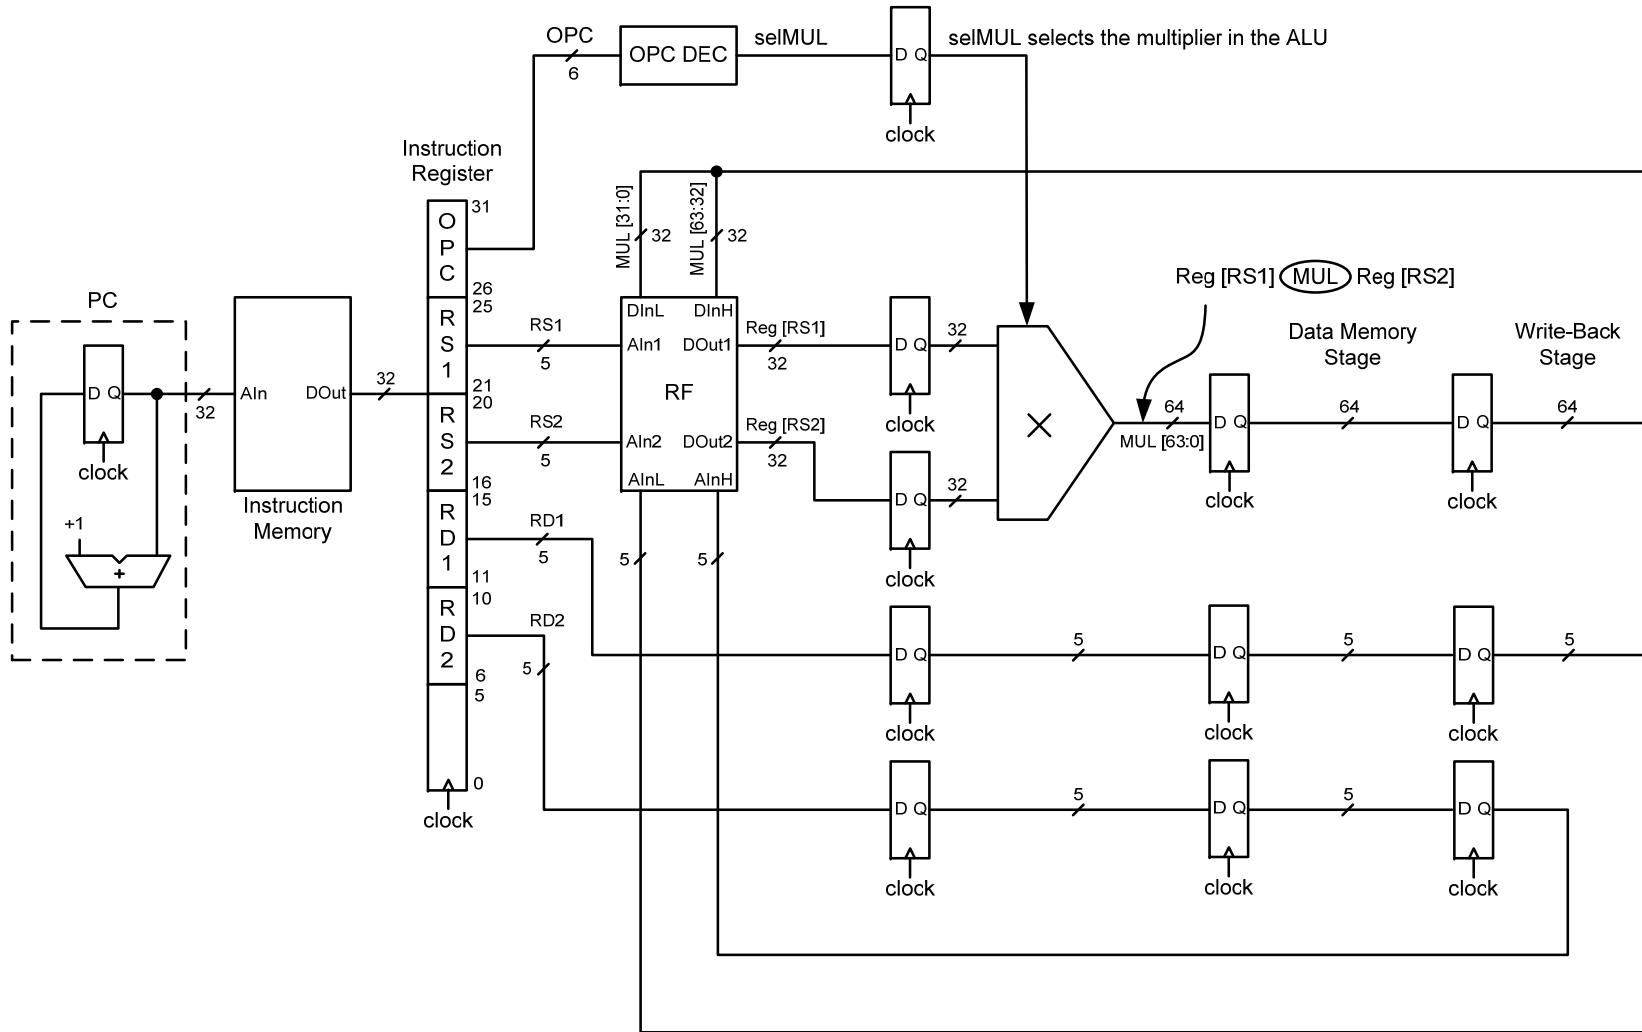 OPC
6
OPC DEC
selMUL
D Q
clock
selMUL selects the multiplier in the ALU
Instruction
Register
31
O
P
C
26
25
R
S
1
21
20
R
S
2
16
15
R
D
1
11
10
R
D
2
6
5
0
clock
PC
D Q
clock
+1
+
32
AIn
DOut
Instruction
Memory
32
RS1
5
RS2
5
RD1
5
RD2
5
MUL [31:0]
32
MUL [63:32]
32
DInL
DInH
AIn1
DOut1
RF
AIn2
DOut2
AInL
AInH
5
5
Reg [RS1]
32
Reg [RS2]
32
D Q
clock
32
D Q
clock
32
Reg [RS1] MUL Reg [RS2]
64
MUL [63:0]
Data Memory
Stage
Write-Back
Stage
D Q
clock
64
D Q
clock
64
D Q
clock
5
D Q
clock
5
D Q
clock
5
D Q
clock
5
D Q
clock
5
D Q
clock